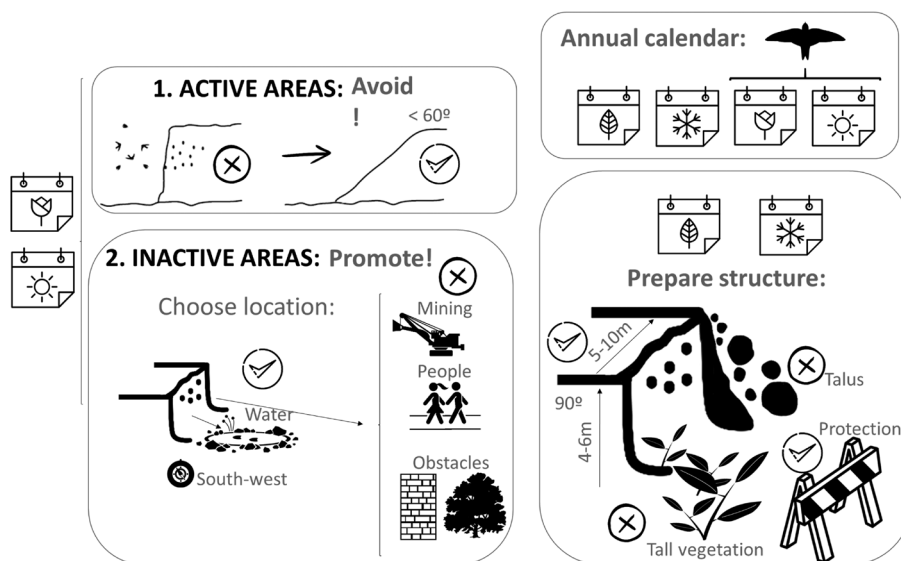 Annual calendar:
1. ACTIVE AREAS: Avoid
!
< 60º
2. INACTIVE AREAS: Promote!
Choose location:
Mining
People
Water
South-west
Obstacles
Prepare structure:
5-10m
Talus
90º
4-6m
Protection
Tall vegetation